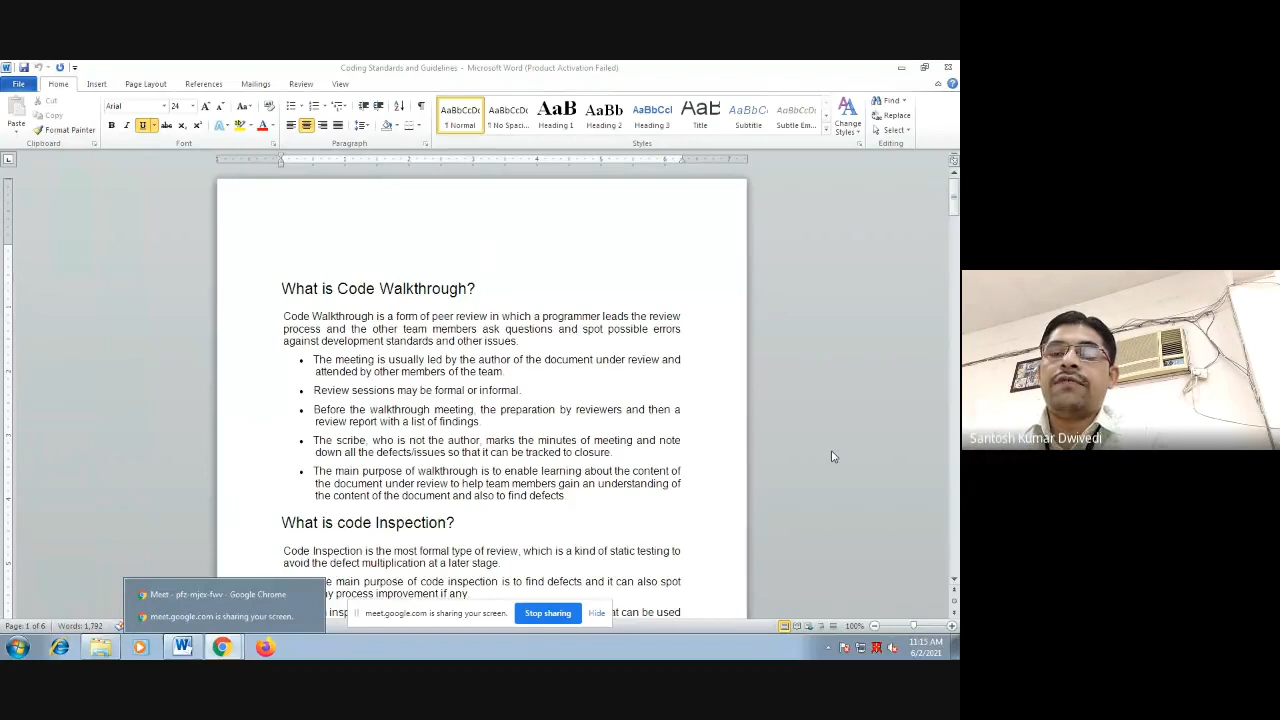 Coding Standards and Guidelines - Microsoft Word (Product Activation Failed)
File Home Insert Page Layout References Mailings Review View
Paste
Cut
Copy
Format Painter
Clipboard
Arial 24
Font
Paragraph
AaBbCcDc AaBbCcDc AaB AaBb AaBbCcI AaB AaBbCcL AaBbCcDc
¶ Normal ¶ No Spaci... Heading 1 Heading 2 Heading 3 Title Subtitle Subtle Em...
Styles
Change
Styles
Find
Replace
Select
Editing
What is Code Walkthrough?
Code Walkthrough is a form of peer review in which a programmer leads the review
process and the other team members ask questions and spot possible errors
against development standards and other issues.
• The meeting is usually led by the author of the document under review and
attended by other members of the team.
• Review sessions may be formal or informal.
• Before the walkthrough meeting, the preparation by reviewers and then a
review report with a list of findings.
• The scribe, who is not the author, marks the minutes of meeting and note
down all the defects/issues so that it can be tracked to closure.
• The main purpose of walkthrough is to enable learning about the content of
the document under review to help team members gain an understanding of
the content of the document and also to find defects
What is code Inspection?
Code Inspection is the most formal type of review, which is a kind of static testing to
avoid the defect multiplication at a later stage.
main purpose of code inspection is to find defects and it can also spot
process improvement if any.
can be used
Meet - pfz-mjex-fwv - Google Chrome
meet.google.com is sharing your screen.
meet.google.com is sharing your screen. Stop sharing Hide
Page: 1 of 6 Words: 1,792
100%
11:15 AM
6/2/2021
Santosh Kumar Dwivedi